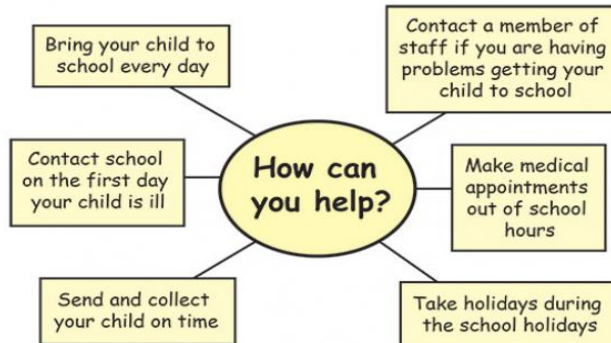 Bring your child to
school every day
Contact a member of
staff if you are having
problems getting your
child to school
Contact school
on the first day
your child is ill
How can
you help?
Make medical
appointments
out of school
hours
Send and collect
your child on time
Take holidays during
the school holidays